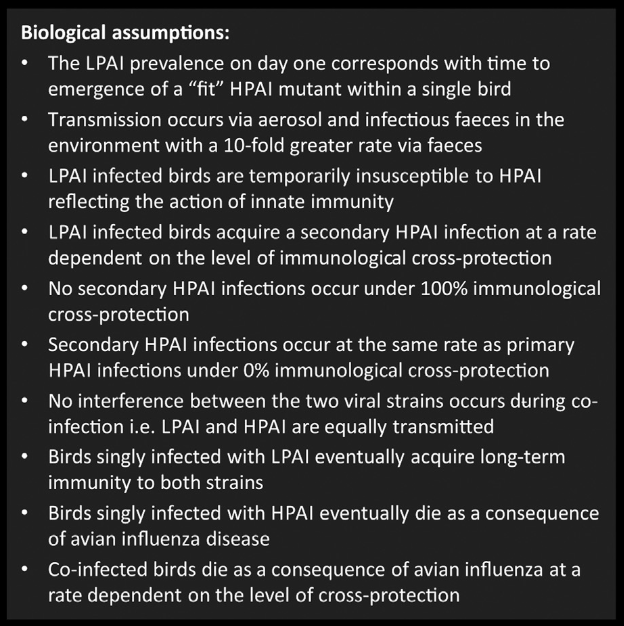 Biological assumptions:
• The LPAI prevalence on day one corresponds with time to
emergence of a “fit” HPAI mutant within a single bird
• Transmission occurs via aerosol and infectious faeces in the
environment with a 10-fold greater rate via faeces
• LPAI infected birds are temporarily insusceptible to HPAI
reflecting the action of innate immunity
• LPAI infected birds acquire a secondary HPAI infection at a rate
dependent on the level of immunological cross-protection
• No secondary HPAI infections occur under 100% immunological
cross-protection
• Secondary HPAI infections occur at the same rate as primary
HPAI infections under 0% immunological cross-protection
• No interference between the two viral strains occurs during co-
infection i.e. LPAI and HPAI are equally transmitted
• Birds singly infected with LPAI eventually acquire long-term
immunity to both strains
• Birds singly infected with HPAI eventually die as a consequence
of avian influenza disease
• Co-infected birds die as a consequence of avian influenza at a
rate dependent on the level of cross-protection